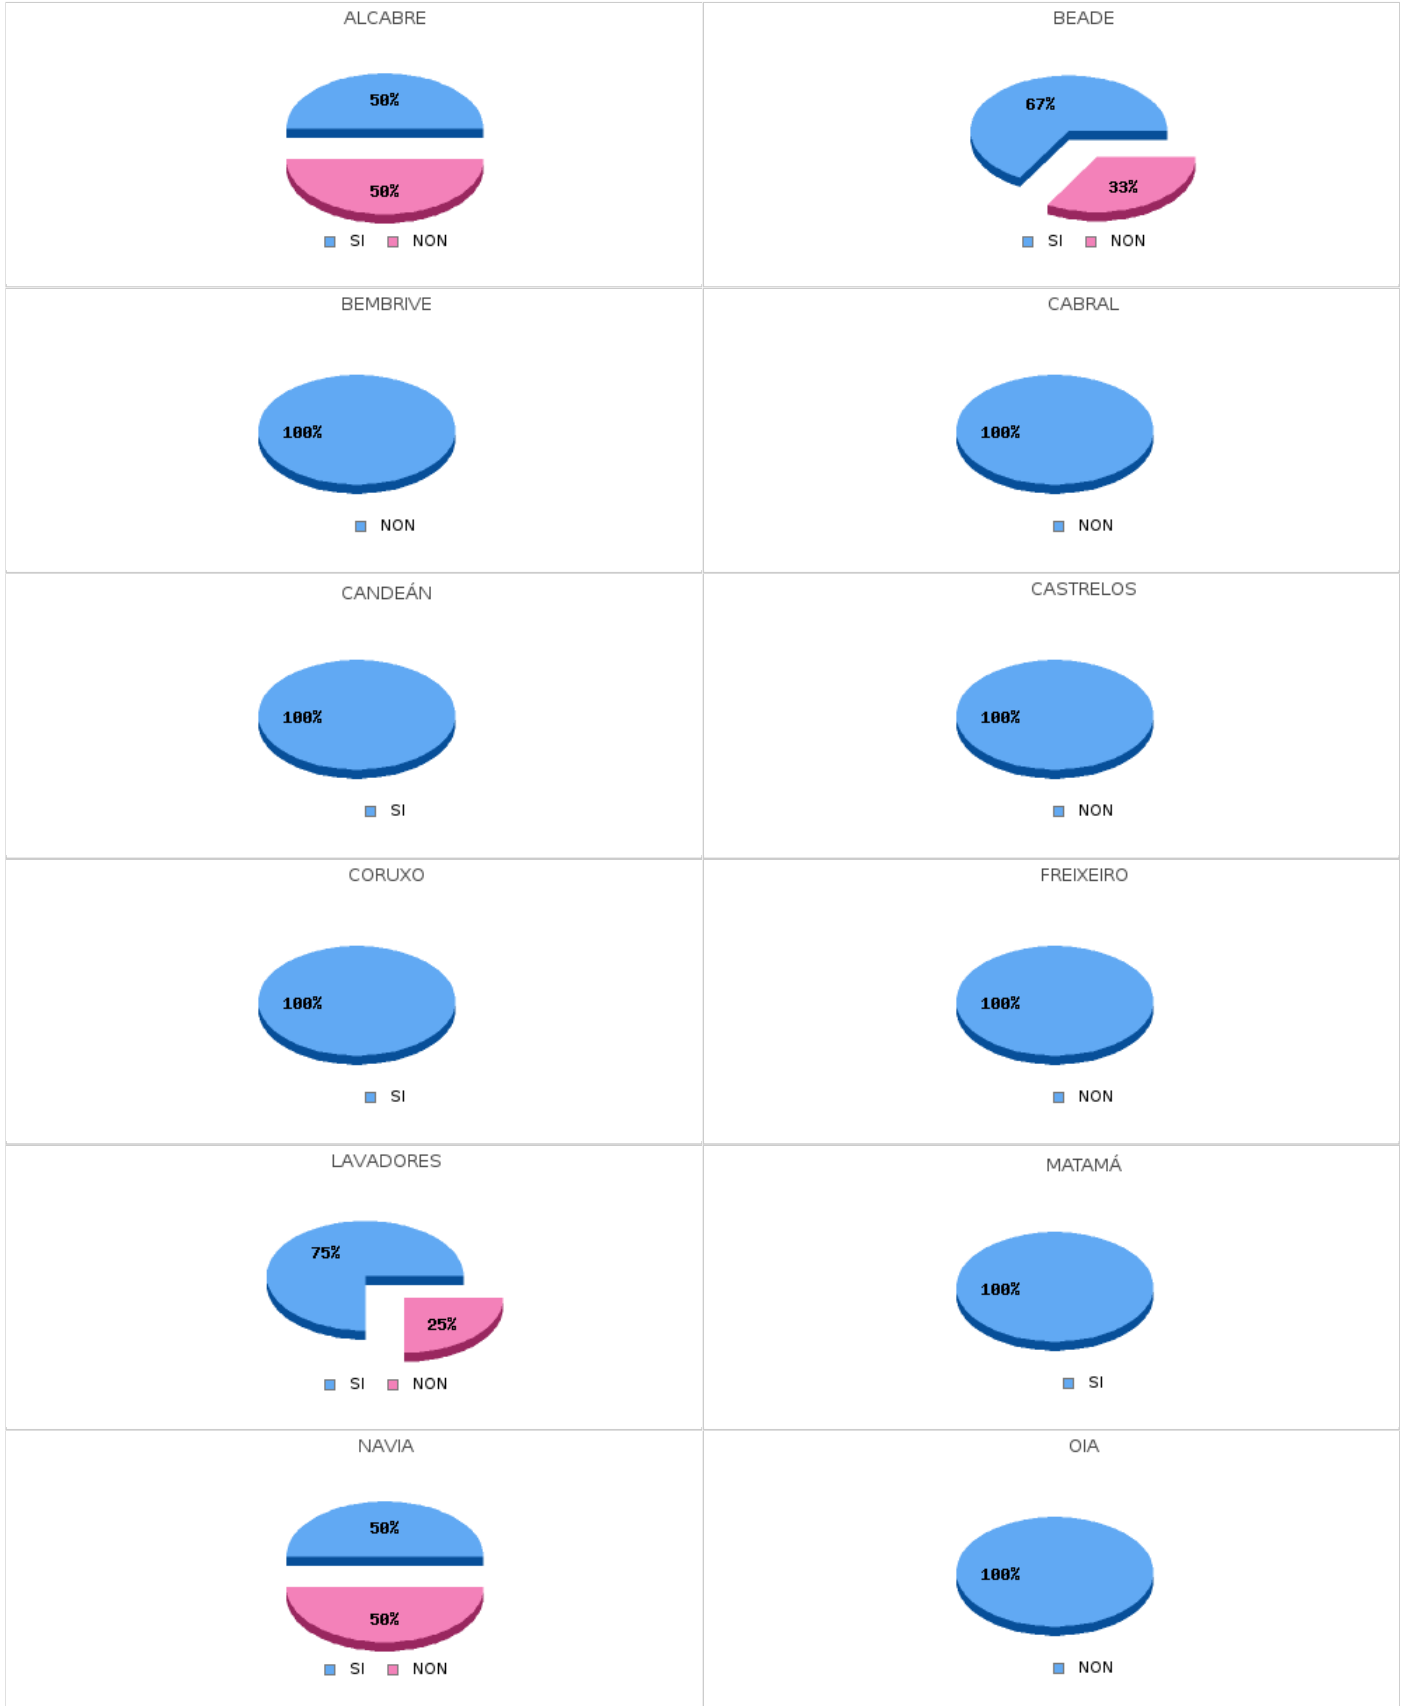 ALCABRE
50%
50%
SI NON
BEADE
67%
33%
SI NON
BEMBRIVE
100%
NON
CABRAL
100%
NON
CANDEÁN
100%
SI
CASTRELOS
100%
NON
CORUXO
100%
SI
FREIXEIRO
100%
NON
LAVADORES
75%
25%
SI NON
MATAMÁ
100%
SI
NAVIA
50%
50%
SI NON
OIA
100%
NON